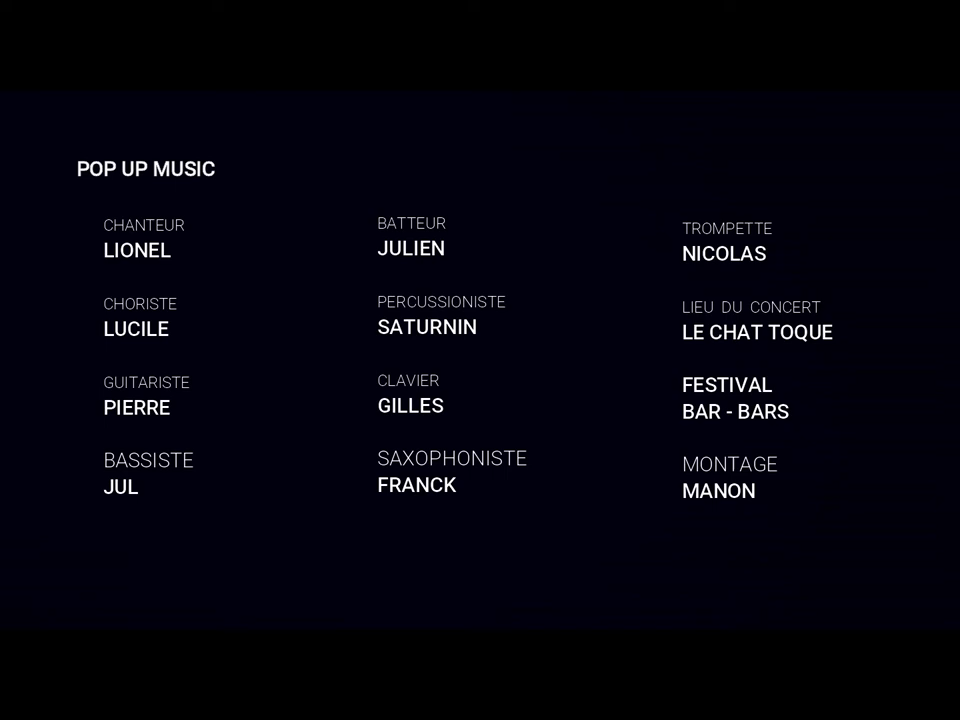 POP UP MUSIC
CHANTEUR
LIONEL
CHORISTE
LUCILE
GUITARISTE
PIERRE
BASSISTE
JUL
BATTEUR
JULIEN
PERCUSSIONISTE
SATURNIN
CLAVIER
GILLES
SAXOPHONISTE
FRANCK
TROMPETTE
NICOLAS
LIEU DU CONCERT
LE CHAT TOQUE
FESTIVAL
BAR - BARS
MONTAGE
MANON